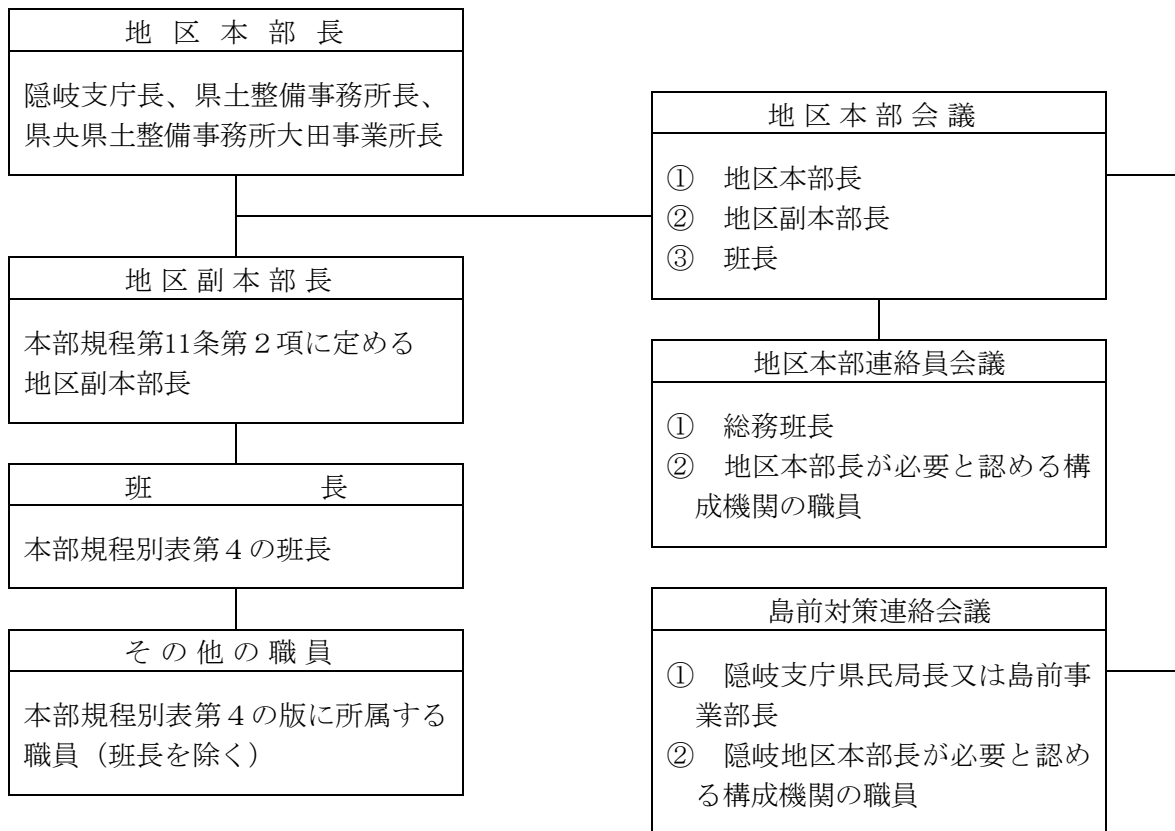 地区本部長
隠岐支庁長、県土整備事務所長、
県央県土整備事務所大田事業所長
地区副本部長
本部規程第11条第２項に定める
地区副本部長
班長
本部規程別表第４の班長
その他の職員
本部規程別表第４の版に所属する
職員（班長を除く）
地区本部会議
① 地区本部長
② 地区副本部長
③ 班長
地区本部連絡員会議
① 総務班長
② 地区本部長が必要と認める構
成機関の職員
島前対策連絡会議
① 隠岐支庁県民局長又は島前事
業部長
② 隠岐地区本部長が必要と認め
る構成機関の職員